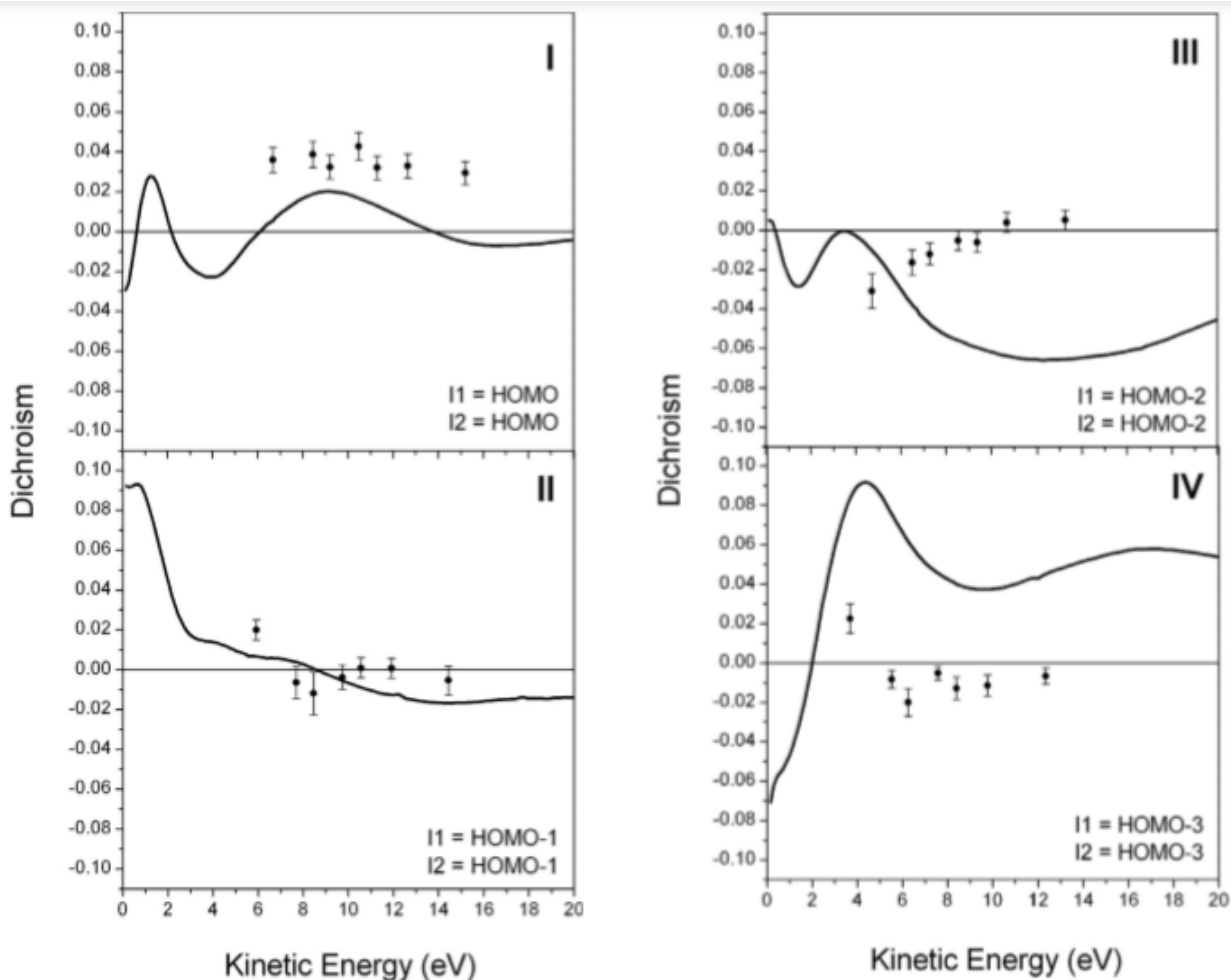 0.10
0.08
0.06
0.04
0.02
0.00
-0.02
-0.04
-0.06
-0.08
-0.10
I
I1 = HOMO
I2 = HOMO
0.10
0.08
0.06
0.04
0.02
0.00
-0.02
-0.04
-0.06
-0.08
-0.10
II
I1 = HOMO-1
I2 = HOMO-1
0 2 4 6 8 10 12 14 16 18 20
Dichroism
Kinetic Energy (eV)
0.10
0.08
0.06
0.04
0.02
0.00
-0.02
-0.04
-0.06
-0.08
-0.10
III
I1 = HOMO-2
I2 = HOMO-2
0.10
0.08
0.06
0.04
0.02
0.00
-0.02
-0.04
-0.06
-0.08
-0.10
IV
I1 = HOMO-3
I2 = HOMO-3
0 2 4 6 8 10 12 14 16 18 20
Dichroism
Kinetic Energy (eV)